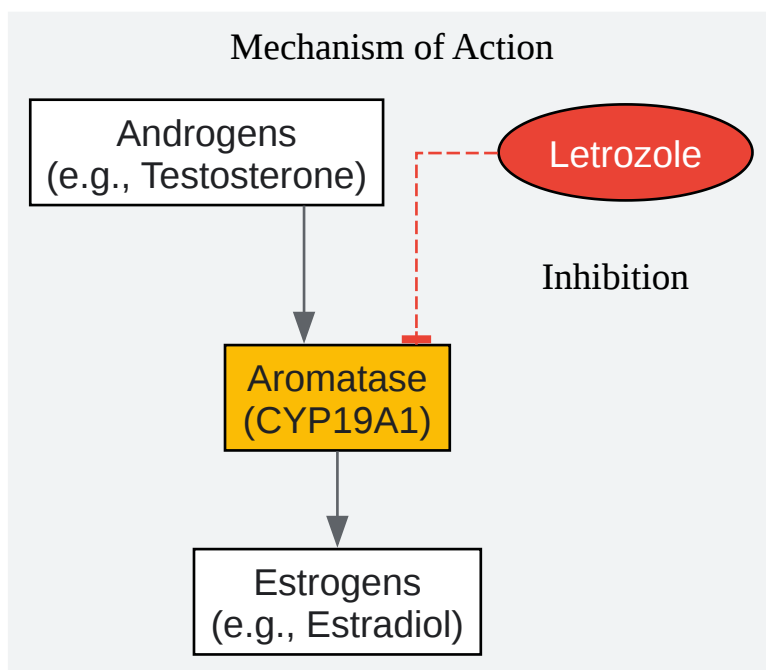 Mechanism of Action
Androgens
(e.g., Testosterone)
Letrozole
Inhibition
Aromatase
(CYP19A1)
Estrogens
(e.g., Estradiol)